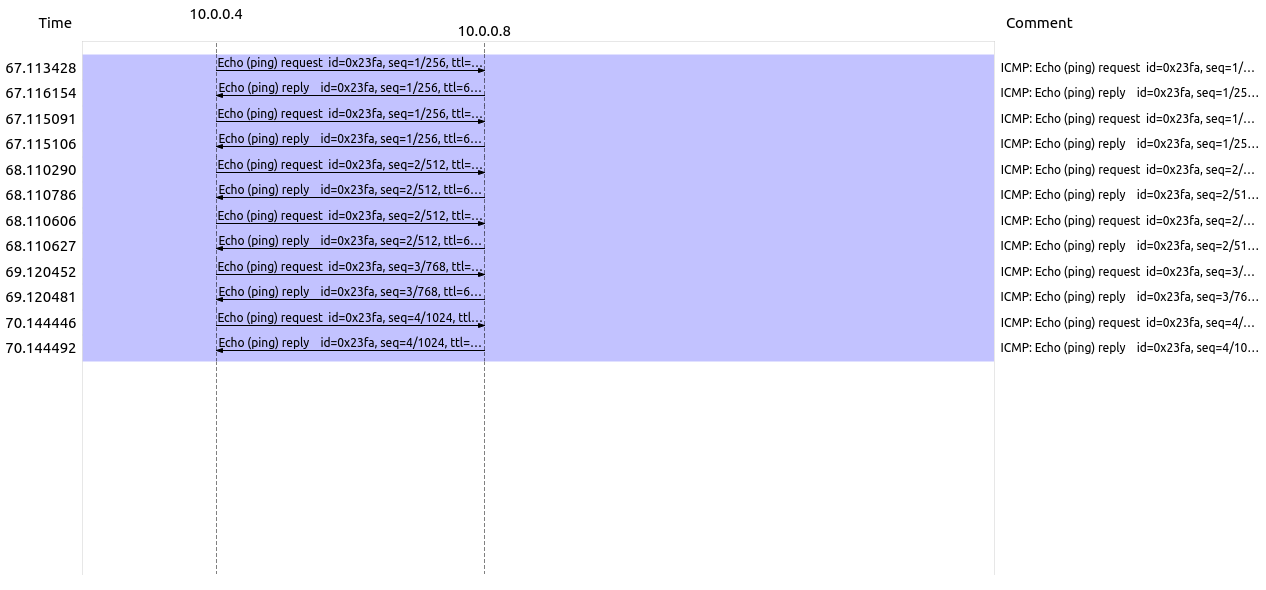 Time 10.0.0.4 10.0.0.8 Comment
67.113428 Echo (ping) request id=0x23fa, seq=1/256, ttl=... ICMP: Echo (ping) request id=0x23fa, seq=1/...
67.116154 Echo (ping) reply id=0x23fa, seq=1/256, ttl=6... ICMP: Echo (ping) reply id=0x23fa, seq=1/25...
67.115091 Echo (ping) request id=0x23fa, seq=1/256, ttl=... ICMP: Echo (ping) request id=0x23fa, seq=1/...
67.115106 Echo (ping) reply id=0x23fa, seq=1/256, ttl=6... ICMP: Echo (ping) reply id=0x23fa, seq=1/25...
68.110290 Echo (ping) request id=0x23fa, seq=2/512, ttl=... ICMP: Echo (ping) request id=0x23fa, seq=2/...
68.110786 Echo (ping) reply id=0x23fa, seq=2/512, ttl=6... ICMP: Echo (ping) reply id=0x23fa, seq=2/51...
68.110606 Echo (ping) request id=0x23fa, seq=2/512, ttl=... ICMP: Echo (ping) request id=0x23fa, seq=2/...
68.110627 Echo (ping) reply id=0x23fa, seq=2/512, ttl=6... ICMP: Echo (ping) reply id=0x23fa, seq=2/51...
69.120452 Echo (ping) request id=0x23fa, seq=3/768, ttl=... ICMP: Echo (ping) request id=0x23fa, seq=3/...
69.120481 Echo (ping) reply id=0x23fa, seq=3/768, ttl=6... ICMP: Echo (ping) reply id=0x23fa, seq=3/76...
70.144446 Echo (ping) request id=0x23fa, seq=4/1024, ttl... ICMP: Echo (ping) request id=0x23fa, seq=4/...
70.144492 Echo (ping) reply id=0x23fa, seq=4/1024, ttl=... ICMP: Echo (ping) reply id=0x23fa, seq=4/10...